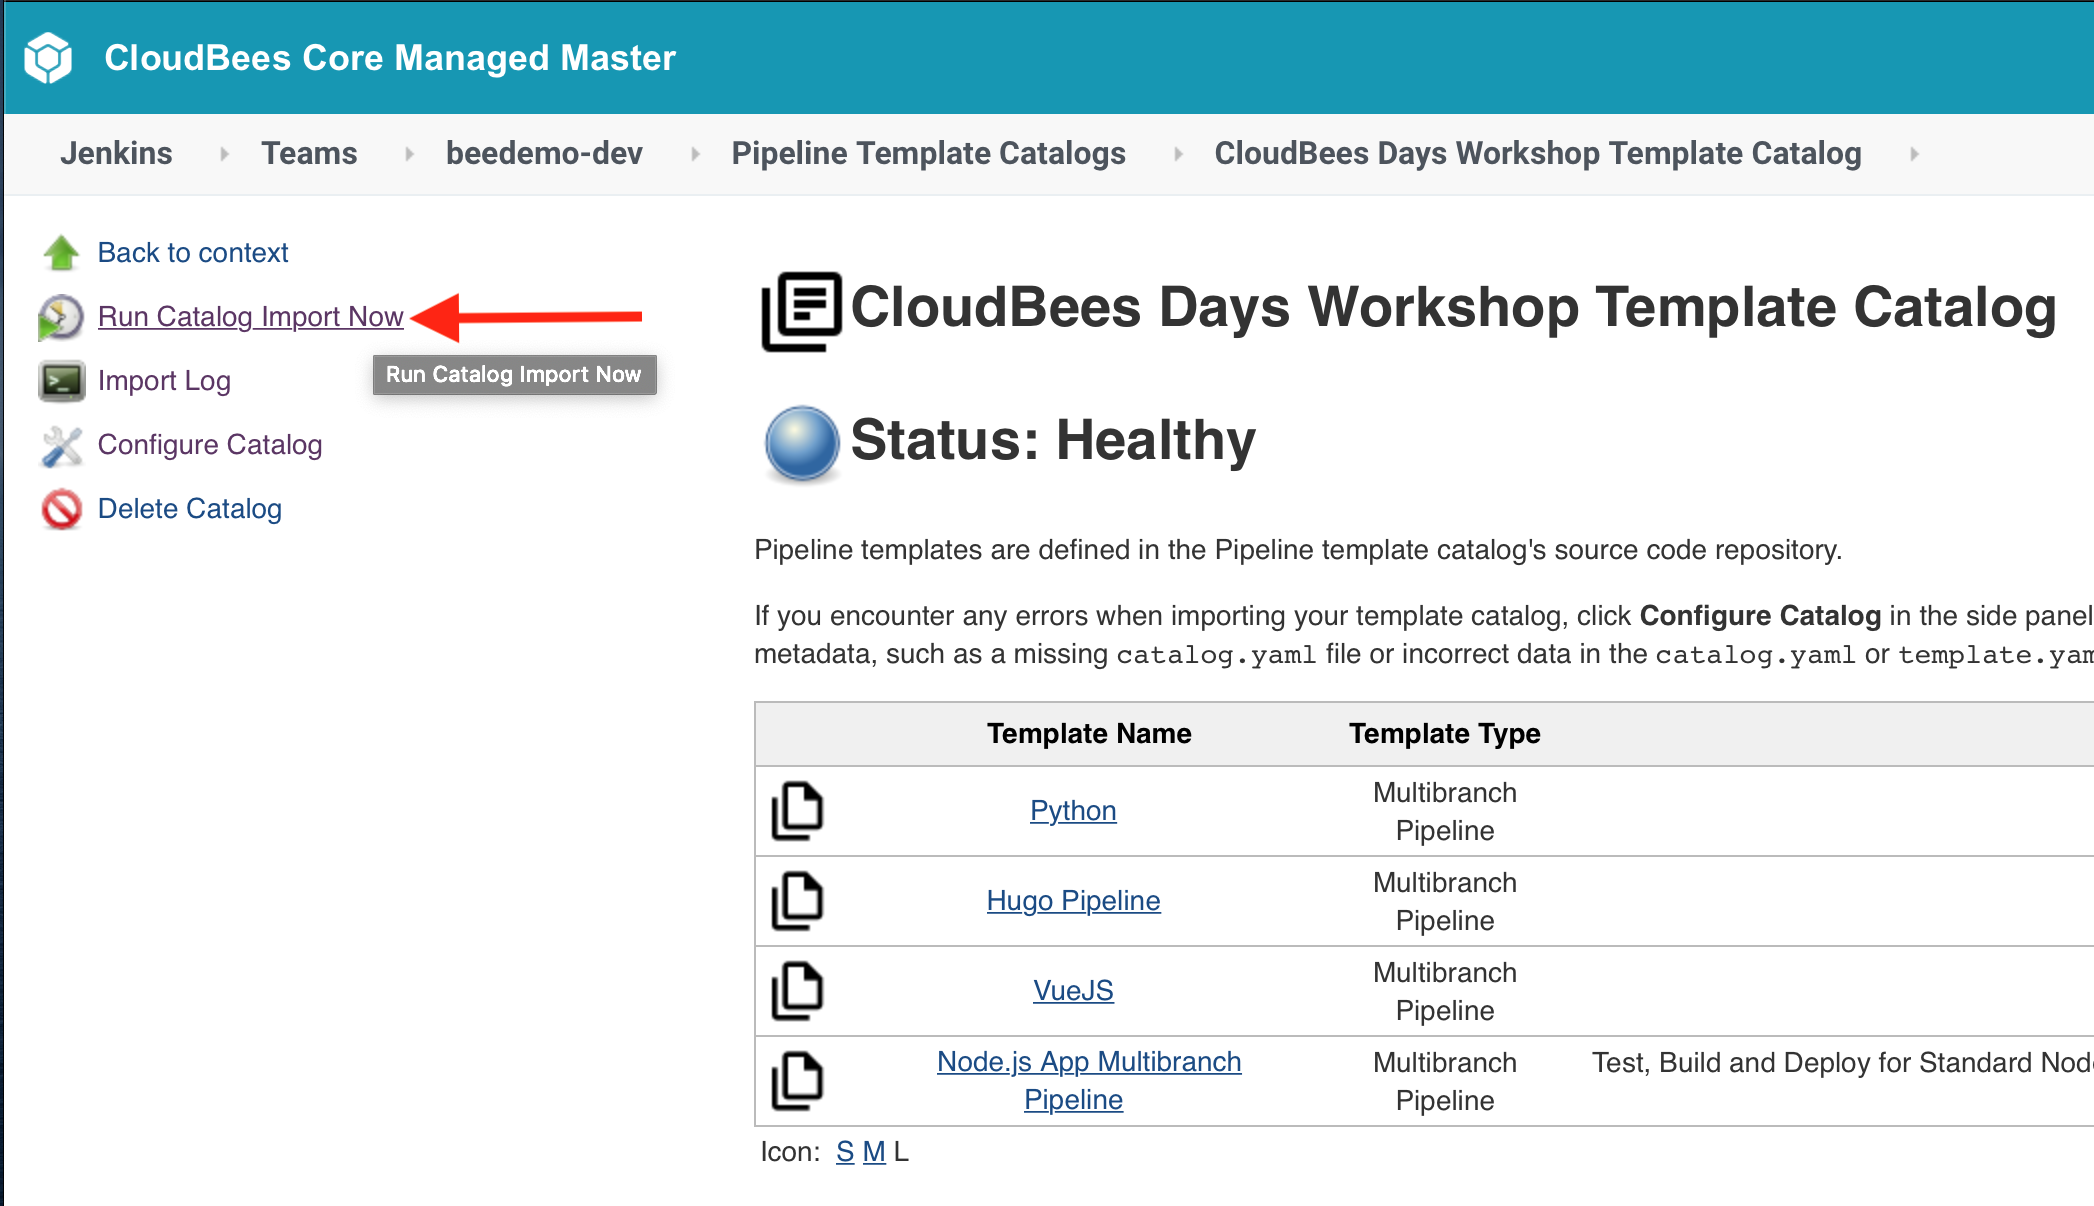 CloudBees Core Managed Master
Jenkins Teams beedemo-dev Pipeline Template Catalogs CloudBees Days Workshop Template Catalog
Back to context
Run Catalog Import Now
Run Catalog Import Now
Import Log
Configure Catalog
Delete Catalog
CloudBees Days Workshop Template Catalog
Status: Healthy
Pipeline templates are defined in the Pipeline template catalog's source code repository.
If you encounter any errors when importing your template catalog, click Configure Catalog in the side panel
metadata, such as a missing catalog.yaml file or incorrect data in the catalog.yaml or
Template Name Template Type
Python Multibranch Pipeline
Hugo Pipeline Multibranch Pipeline
VueJS Multibranch Pipeline
Node.js App Multibranch Pipeline Multibranch Pipeline Test, Build and Deploy for Standard
Icon: S M L